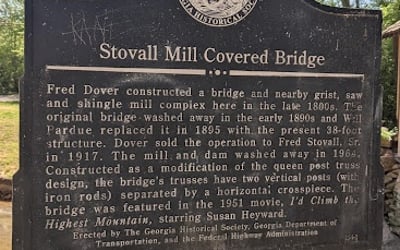 GIA HISTORICAL SOC
Stovall Mill Covered Bridge
Fred Dover constructed a bridge and nearby grist, saw
and shingle mill complex here in the late 1800s. The
original bridge washed away in the early 1890s and Will
Pardue replaced it in 1895 with the present 38-foot
structure. Dover sold the operation to Fred Stovall, Sr.
in 1917. The mill and dam washed away in 1964.
Constructed as a modification of the queen post truss
design, the bridge's trusses have two vertical posts (with
iron rods) separated by a horizontal crosspiece. The
bridge was featured in the 1951 movie, I'd Climb the
Highest Mountain, starring Susan Heyward.
Erected by The Georgia Historical Society, Georgia Department of
Transportation, and the Federal Highway Administration